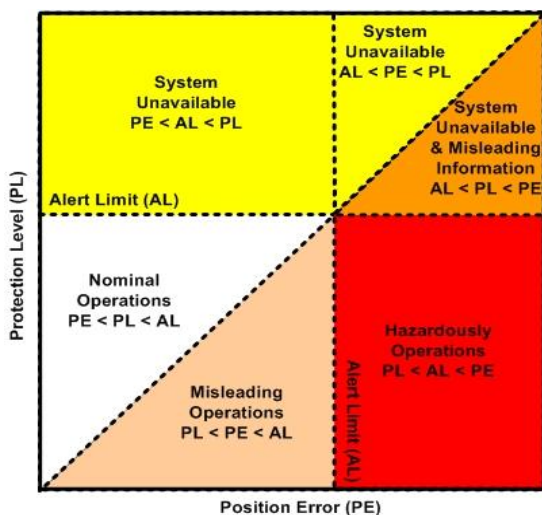 System
Unavailable
PE < AL < PL
System
Unavailable
AL < PE < PL
System
Unavailable
& Misleading
Information
AL < PL < PE
Alert Limit (AL)
Protection Level (PL)
Nominal
Operations
PE < PL < AL
Misleading
Operations
PL < PE < AL
Alert Limit (AL)
Hazardously
Operations
PL < AL < PE
Position Error (PE)